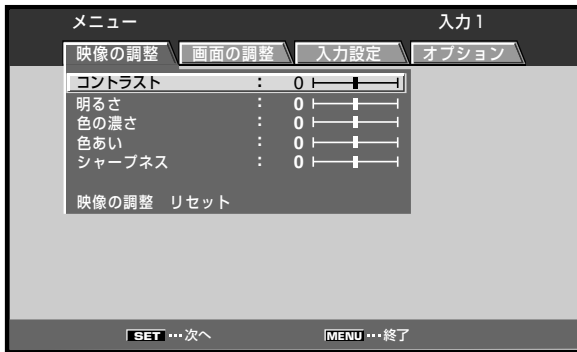 メニュー 入力1
映像の調整 画面の調整 入力設定 オプション
コントラスト : 0
明るさ : 0
色の濃さ : 0
色あい : 0
シャープネス : 0
映像の調整 リセット
SET…次へ MENU…終了